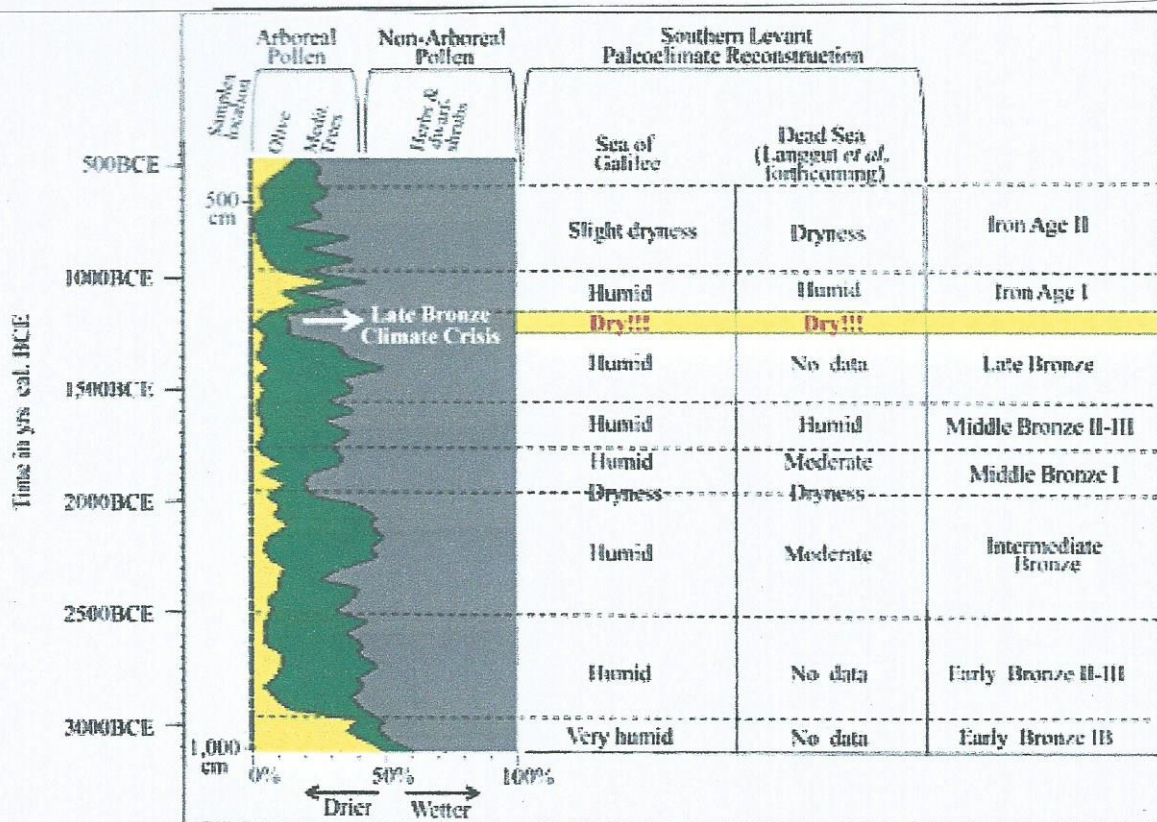 Arboreal
Pollen
Non-Arboreal
Pollen
Southern Levant
Paleoclimate Reconstruction
Samples
location
Olive
Medit.
Trees
Herbs &
dwarf-
shrubs
Sea of
Galilee
Dead Sea
(Langgut et al.
forthcoming)
500BCE
500
cm
Slight dryness
Dryness
Iron Age II
1000BCE
Humid
Humid
Iron Age I
Late Bronze
Climate Crisis
Dry!!!
Dry!!!
Time in yrs cal. BCE
Humid
No data
Late Bronze
1500BCE
Humid
Humid
Middle Bronze II-III
Humid
Moderate
Middle Bronze I
Dryness
Dryness
2000BCE
Humid
Moderate
Intermediate
Bronze
2500BCE
Humid
No data
Early Bronze II-III
3000BCE
Very humid
No data
Early Bronze IB
1,000
cm
0%
50%
100%
Drier
Wetter